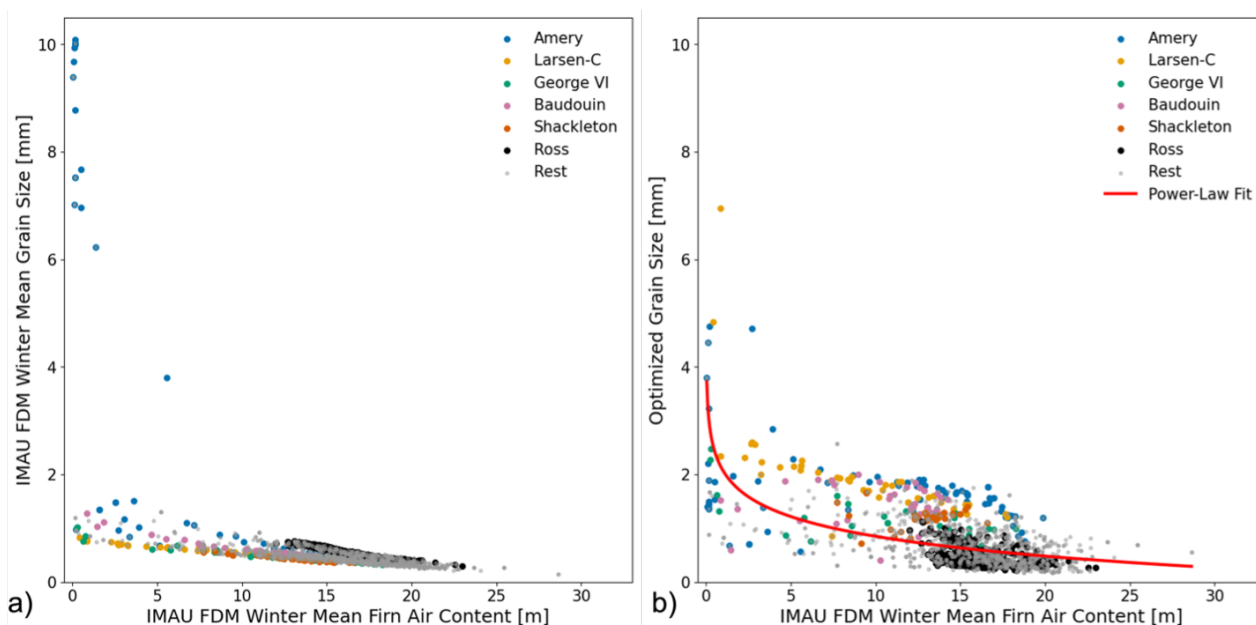 IMAU FDM Winter Mean Grain Size [mm]
10
8
6
4
2
0
Amery
Larsen-C
George VI
Baudouin
Shackleton
Ross
Rest
0 5 10 15 20 25 30
IMAU FDM Winter Mean Firn Air Content [m]
a)
Optimized Grain Size [mm]
10
8
6
4
2
0
Amery
Larsen-C
George VI
Baudouin
Shackleton
Ross
Rest
Power-Law Fit
0 5 10 15 20 25 30
IMAU FDM Winter Mean Firn Air Content [m]
b)